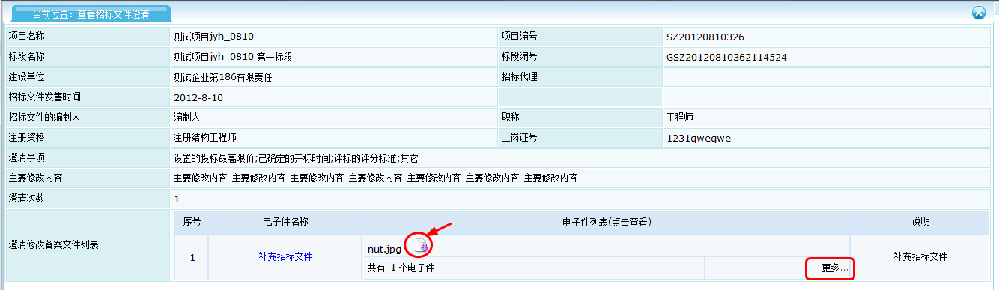 当前位置：查看招标文件澄清
项目名称 测试项目jyh_0810 项目编号 SZ20120810326
标段名称 测试项目jyh_0810 第一标段 标段编号 GSZ20120810362114524
建设单位 测试企业第186有限责任 招标代理
招标文件发售时间 2012-8-10
招标文件的编制人 编制人 职称 工程师
注册资格 注册结构工程师 上岗证号 1231qweqwe
澄清事项 设置的投标最高限价;己确定的开标时间;评标的评分标准;其它
主要修改内容 主要修改内容 主要修改内容 主要修改内容 主要修改内容 主要修改内容 主要修改内容 主要修改内容
澄清次数 1
序号 电子件名称 电子件列表(点击查看) 说明
澄清修改备案文件列表
1 补充招标文件 nut.jpg 补充招标文件
共有 1 个电子件 更多...